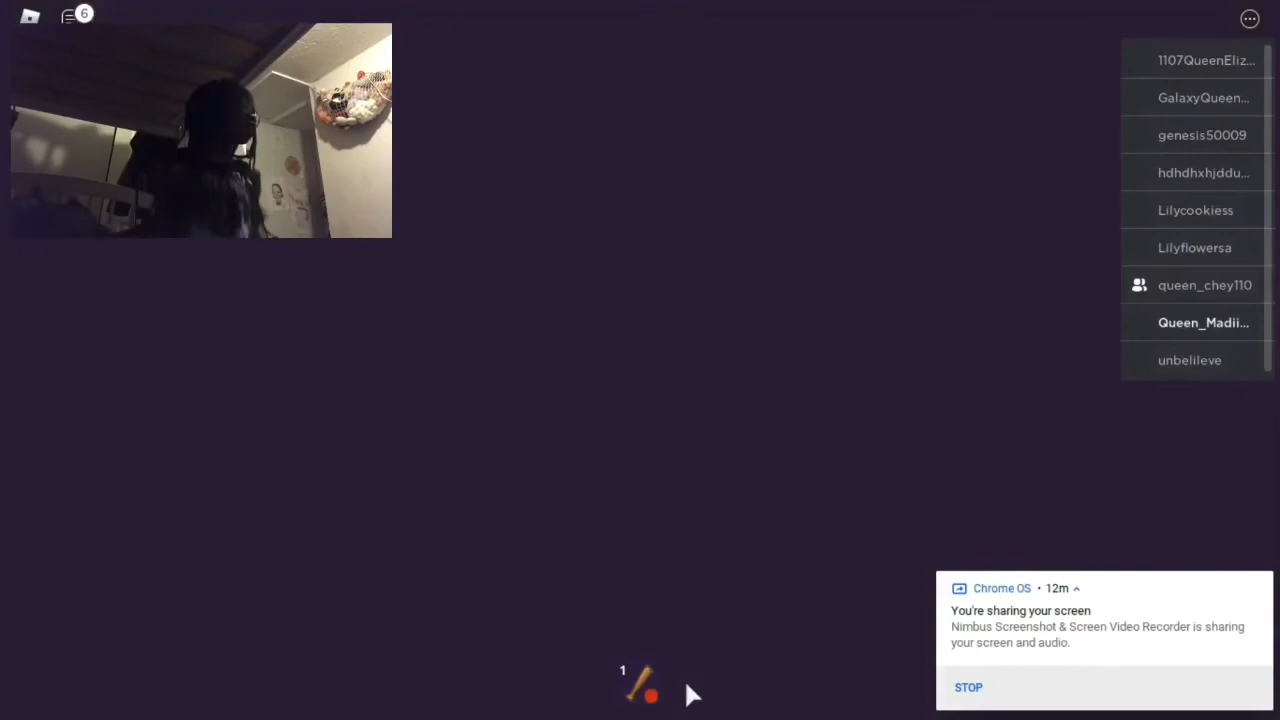 6
1107QueenEliz...
GalaxyQueen...
genesis50009
hdhdhxhjddu...
Lilycookiess
Lilyflowersa
queen_chey110
Queen_Madii...
unbelileve
Chrome OS • 12m
You're sharing your screen
Nimbus Screenshot & Screen Video Recorder is sharing
your screen and audio.
STOP
1